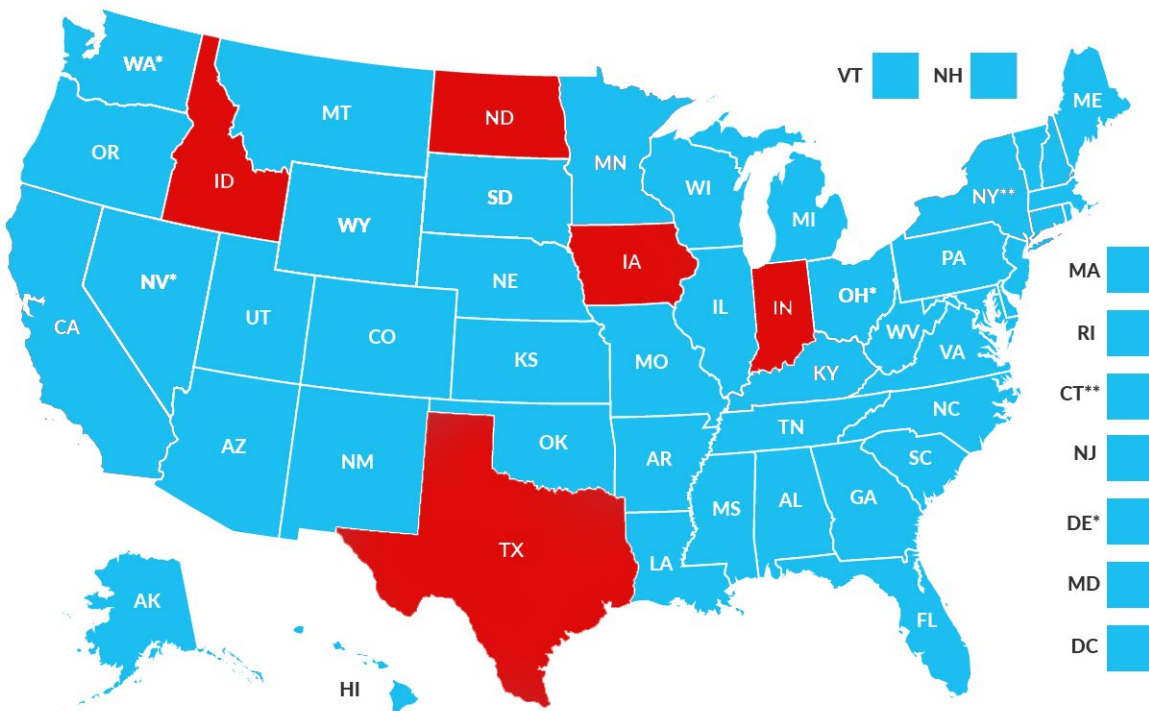 VT NH
WA*
MT
ND
ME
OR
MN
ID
SD
WI
NY**
WY
MI
MA
NV*
IA
PA
NE
CA
UT
CO
IL
IN
OH*
RI
WV
VA
KS
MO
KY
CT**
NC
TN
AZ
NM
OK
AR
SC
NJ
MS
AL
GA
DE*
TX
LA
MD
AK
FL
DC
HI